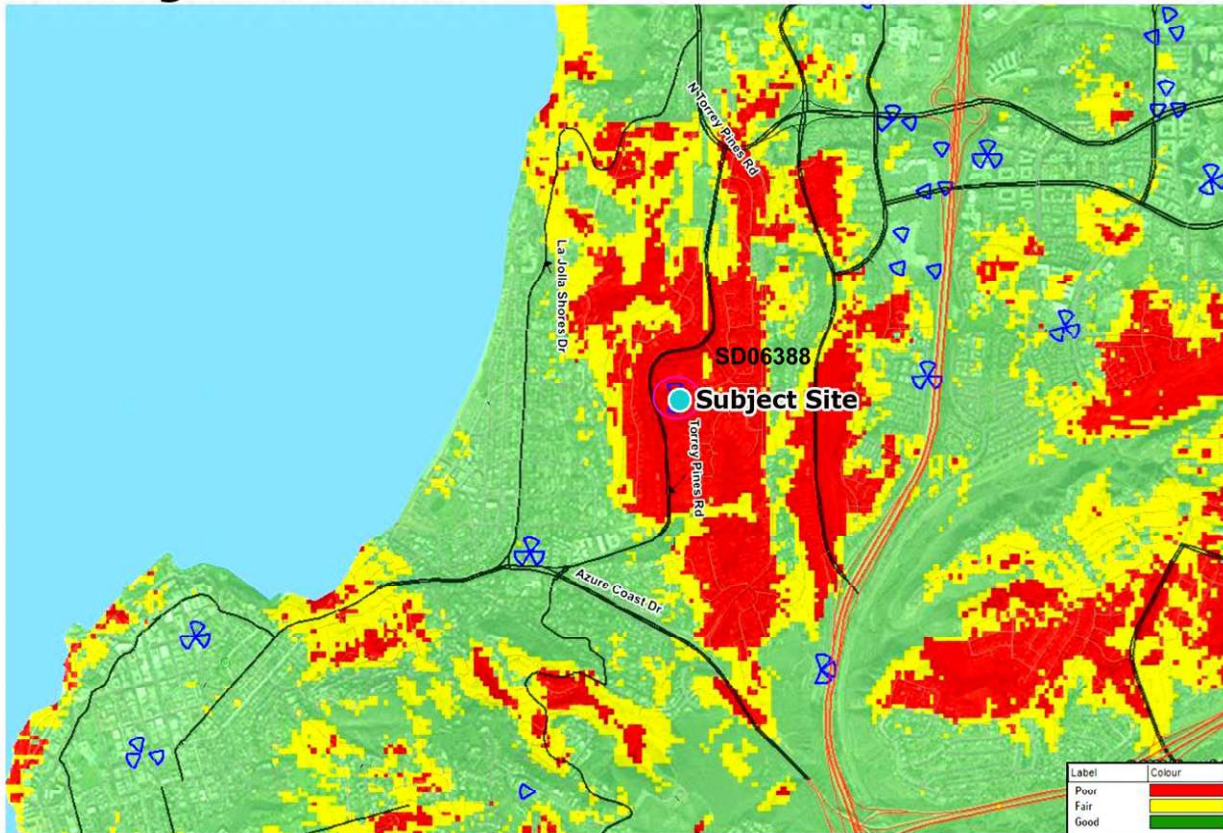 N Torrey Pines Rd
La Jolla Shores Dr
SD06388
Subject Site
Torrey Pines Rd
Azure Coast Dr
Label Colour
Poor
Fair
Good